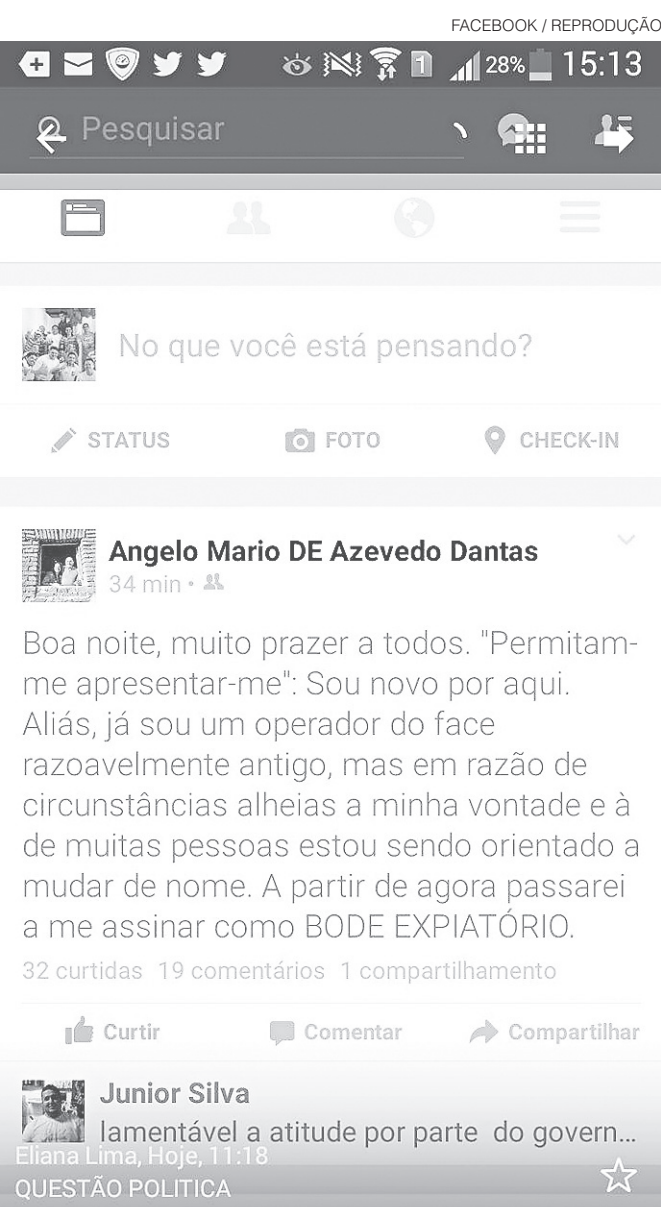 FACEBOOK / REPRODUÇÃO
1 28% 15:13
Pesquisar
No que você está pensando?
STATUS FOTO CHECK-IN
Angelo Mario DE Azevedo Dantas
34 min •
Boa noite, muito prazer a todos. "Permitam-
me apresentar-me": Sou novo por aqui.
Aliás, já sou um operador do face
razoavelmente antigo, mas em razão de
circunstâncias alheias a minha vontade e à
de muitas pessoas estou sendo orientado a
mudar de nome. A partir de agora passarei
a me assinar como BODE EXPIATÓRIO.
32 curtidas 19 comentários 1 compartilhamento
Curtir Comentar Compartilhar
Junior Silva
lamentável a atitude por parte do govern...
Eliana Lima, Hoje, 11:18
QUESTÃO POLITICA